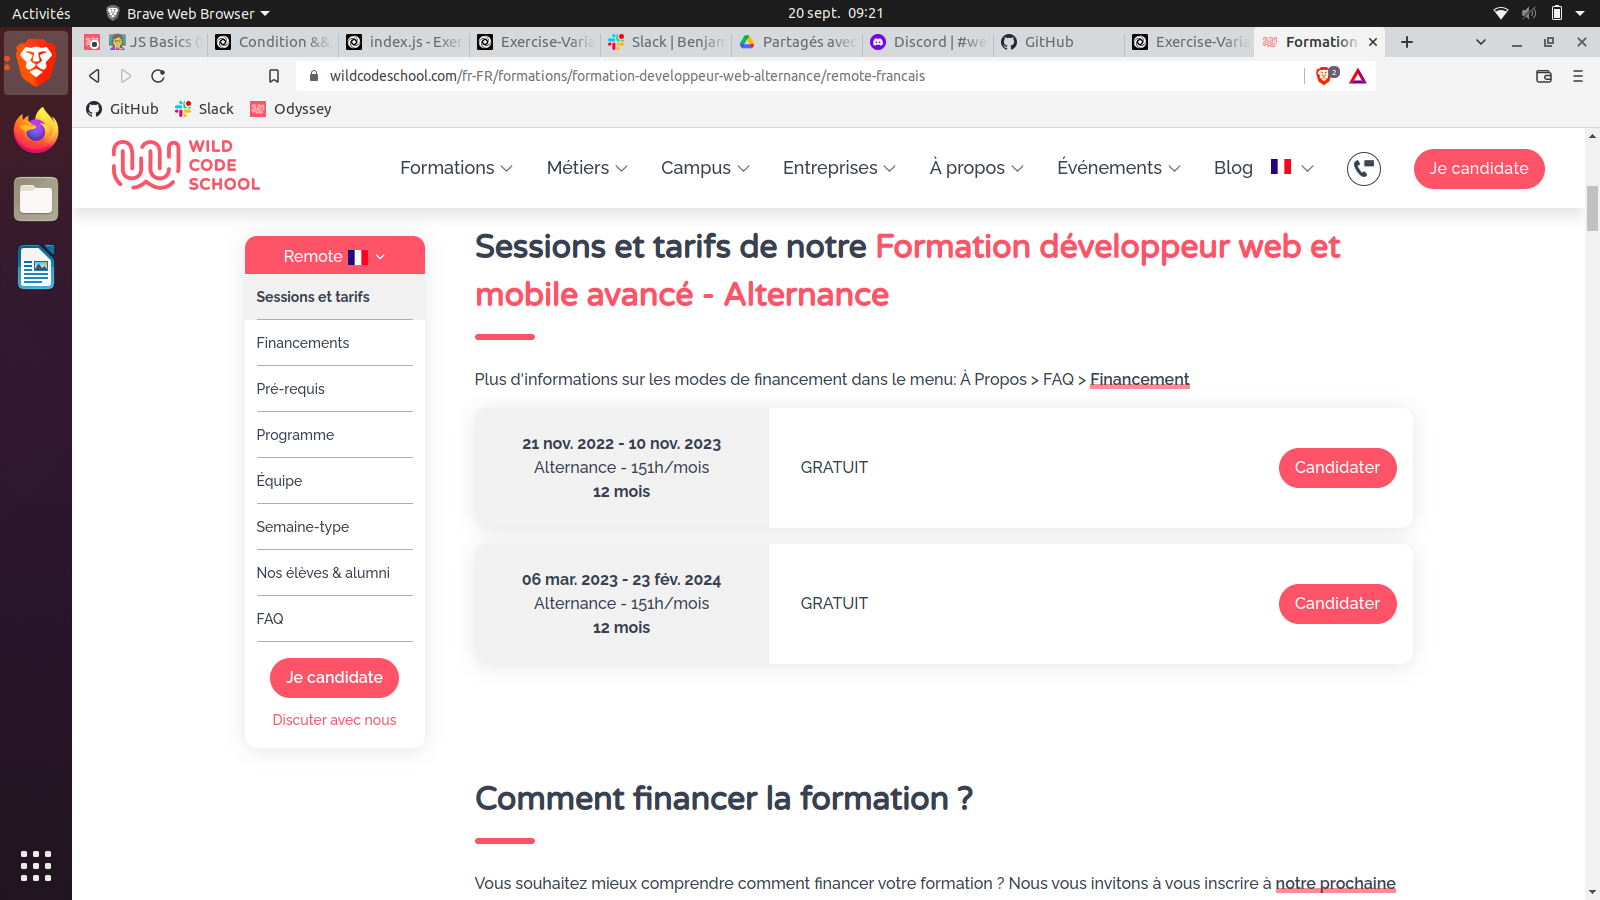 Activités
Brave Web Browser
20 sept. 09:21
JS Basics 0
Condition &&
index.js - Exer
Exercise-Varia
Slack | Benjam
Partagés avec
Discord | #we
GitHub
Exercise-Varia
Formation
wildcodeschool.com/fr-FR/formations/formation-developpeur-web-alternance/remote-francais
2
GitHub
Slack
Odyssey
WILD
CODE
SCHOOL
Formations
Métiers
Campus
Entreprises
À propos
Événements
Blog
Je candidate
Remote
Sessions et tarifs
Financements
Pré-requis
Programme
Équipe
Semaine-type
Nos élèves & alumni
FAQ
Je candidate
Discuter avec nous
Sessions et tarifs de notre Formation développeur web et
mobile avancé - Alternance
Plus d'informations sur les modes de financement dans le menu: À Propos > FAQ > Financement
21 nov. 2022 - 10 nov. 2023
Alternance - 151h/mois
12 mois
GRATUIT
Candidater
06 mar. 2023 - 23 fév. 2024
Alternance - 151h/mois
12 mois
GRATUIT
Candidater
Comment financer la formation ?
Vous souhaitez mieux comprendre comment financer votre formation ? Nous vous invitons à vous inscrire à notre prochaine